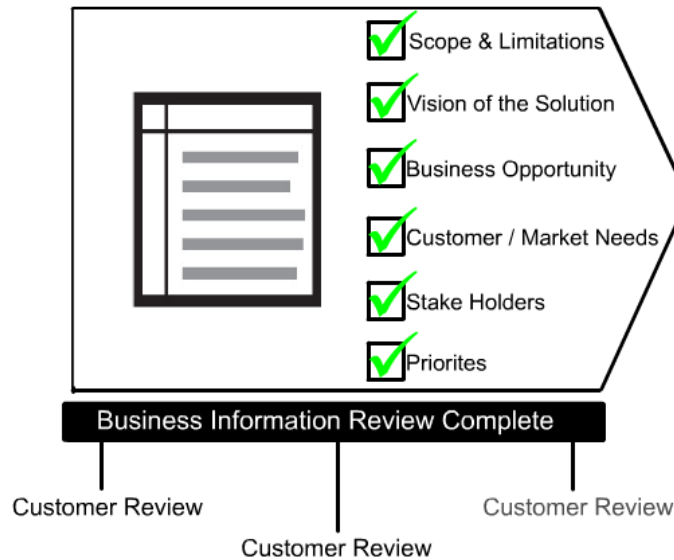 Scope & Limitations
Vision of the Solution
Business Opportunity
Customer / Market Needs
Stake Holders
Priorites
Business Information Review Complete
Customer Review
Customer Review
Customer Review